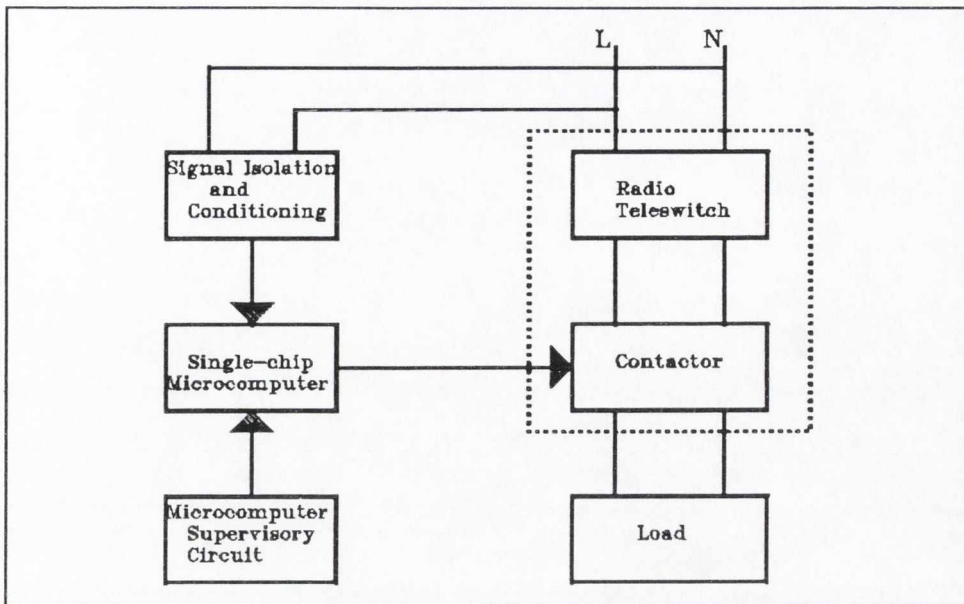 L N
Signal Isolation
and
Conditioning
Radio
Teleswitch
Single-chip
Microcomputer
Contactor
Microcomputer
Supervisory
Circuit
Load